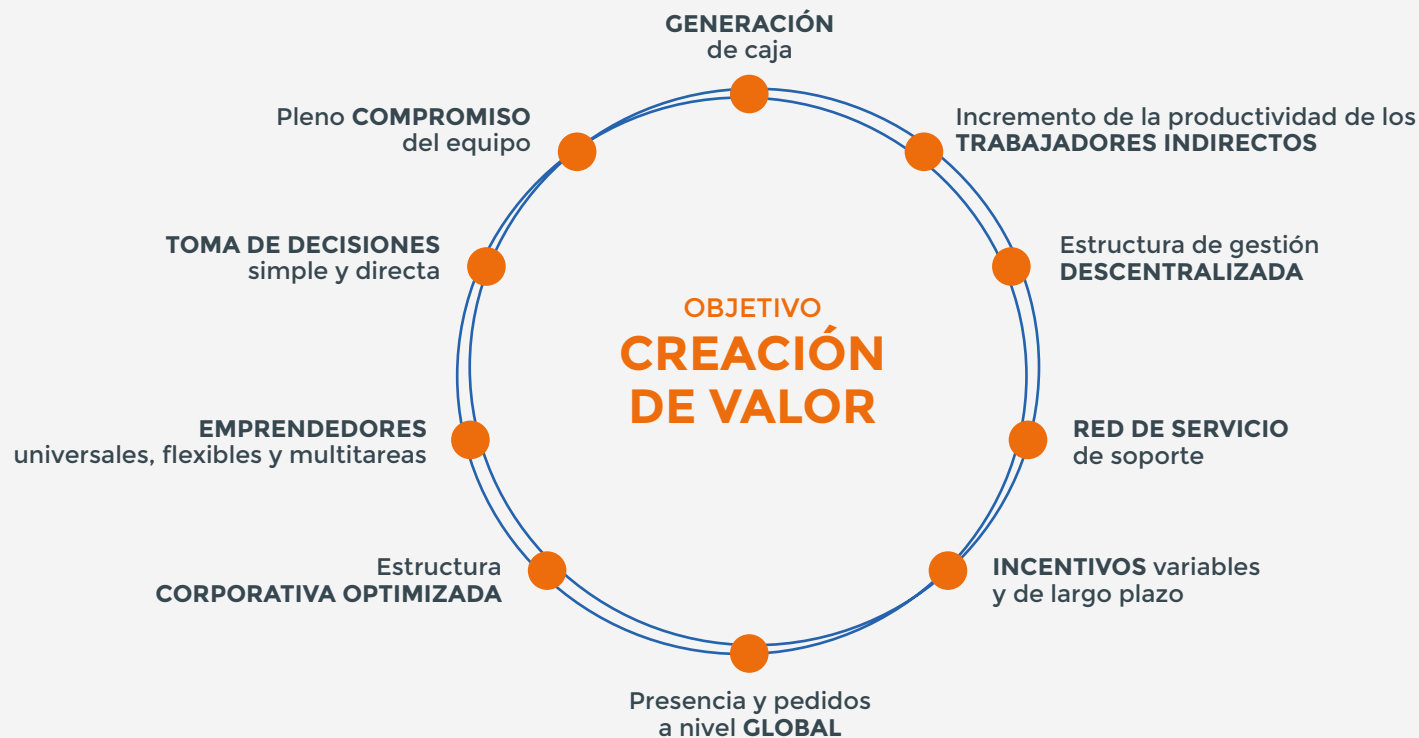 GENERACIÓN
de caja
Pleno COMPROMISO
del equipo
Incremento de la productividad de los
TRABAJADORES INDIRECTOS
TOMA DE DECISIONES
simple y directa
Estructura de gestión
DESCENTRALIZADA
OBJETIVO
CREACIÓN
DE VALOR
EMPRENDEDORES
universales, flexibles y multitareas
RED DE SERVICIO
de soporte
Estructura
CORPORATIVA OPTIMIZADA
INCENTIVOS variables
y de largo plazo
Presencia y pedidos
a nivel GLOBAL